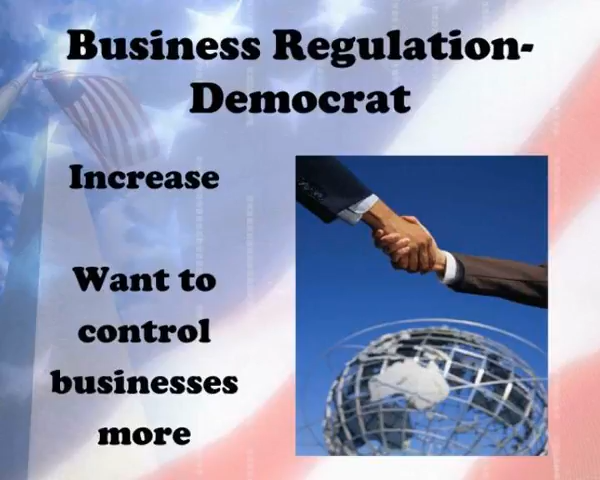 Business Regulation-
Democrat
Increase
Want to
control
businesses
more